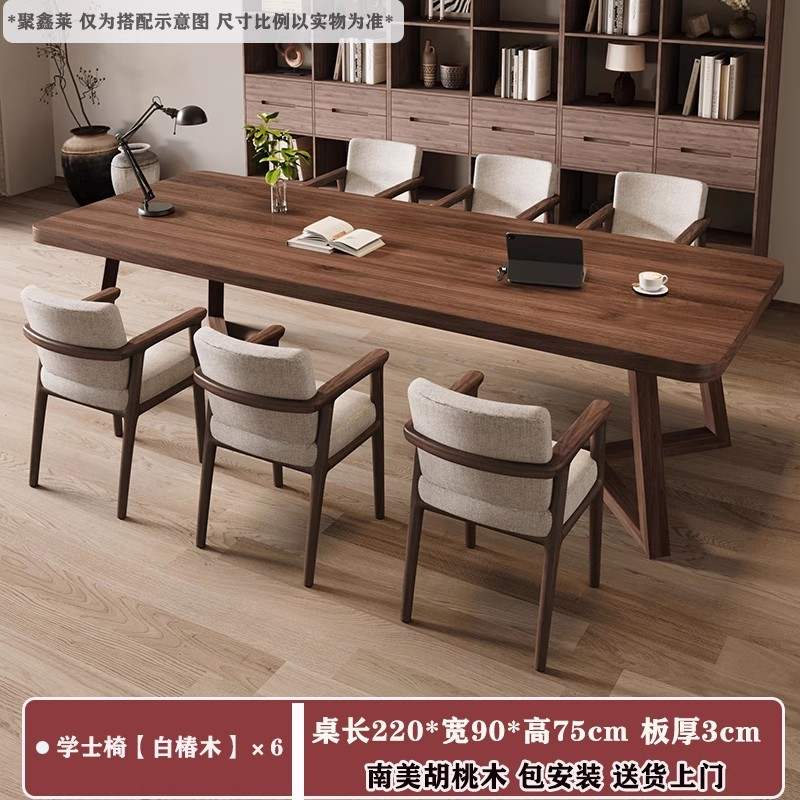 *聚鑫莱 仅为搭配示意图 尺寸比例以实物为准*
● 学士椅【白椿木】×6
桌长220*宽90*高75cm 板厚3cm
南美胡桃木 包安装 送货上门